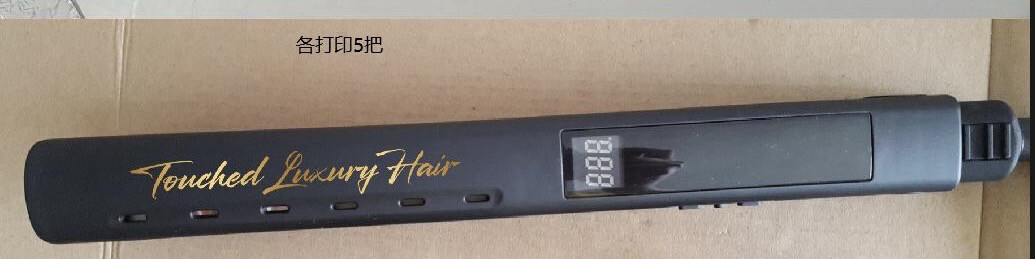 各打印5把
Touched Luxury Hair
888